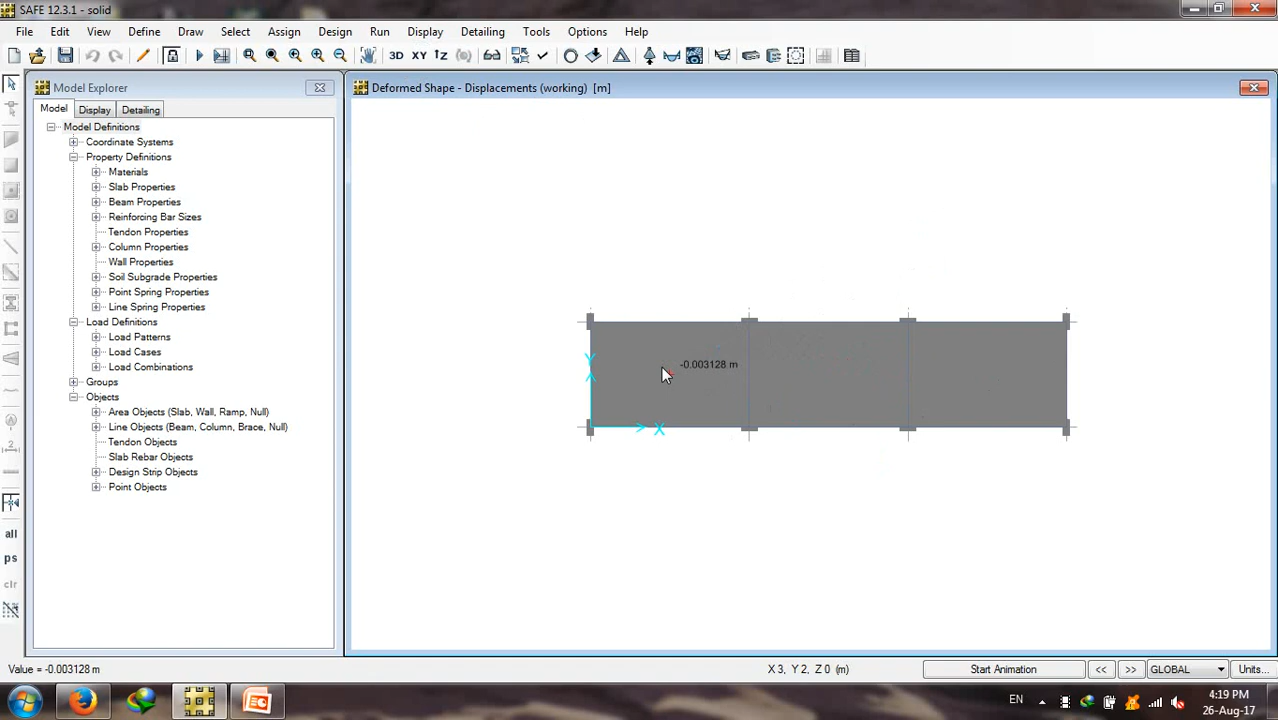 SAFE 12.3.1 - solid
File Edit View Define Draw Select Assign Design Run Display Detailing Tools Options Help
3D XY
Model Explorer
Deformed Shape - Displacements (working) [m]
Model Display Detailing
Model Definitions
Coordinate Systems
Property Definitions
Materials
Slab Properties
Beam Properties
Reinforcing Bar Sizes
Tendon Properties
Column Properties
Wall Properties
Soil Subgrade Properties
Point Spring Properties
Line Spring Properties
Load Definitions
Load Patterns
Load Cases
Load Combinations
Groups
Objects
Area Objects (Slab, Wall, Ramp, Null)
Line Objects (Beam, Column, Brace, Null)
Tendon Objects
Slab Rebar Objects
Design Strip Objects
Point Objects
all
ps
clr
Y
-0.003128 m
X
Value = -0.003128 m
X 3, Y 2, Z 0 (m)
Start Animation
<<
>>
GLOBAL
Units...
EN
4:19 PM
26-Aug-17